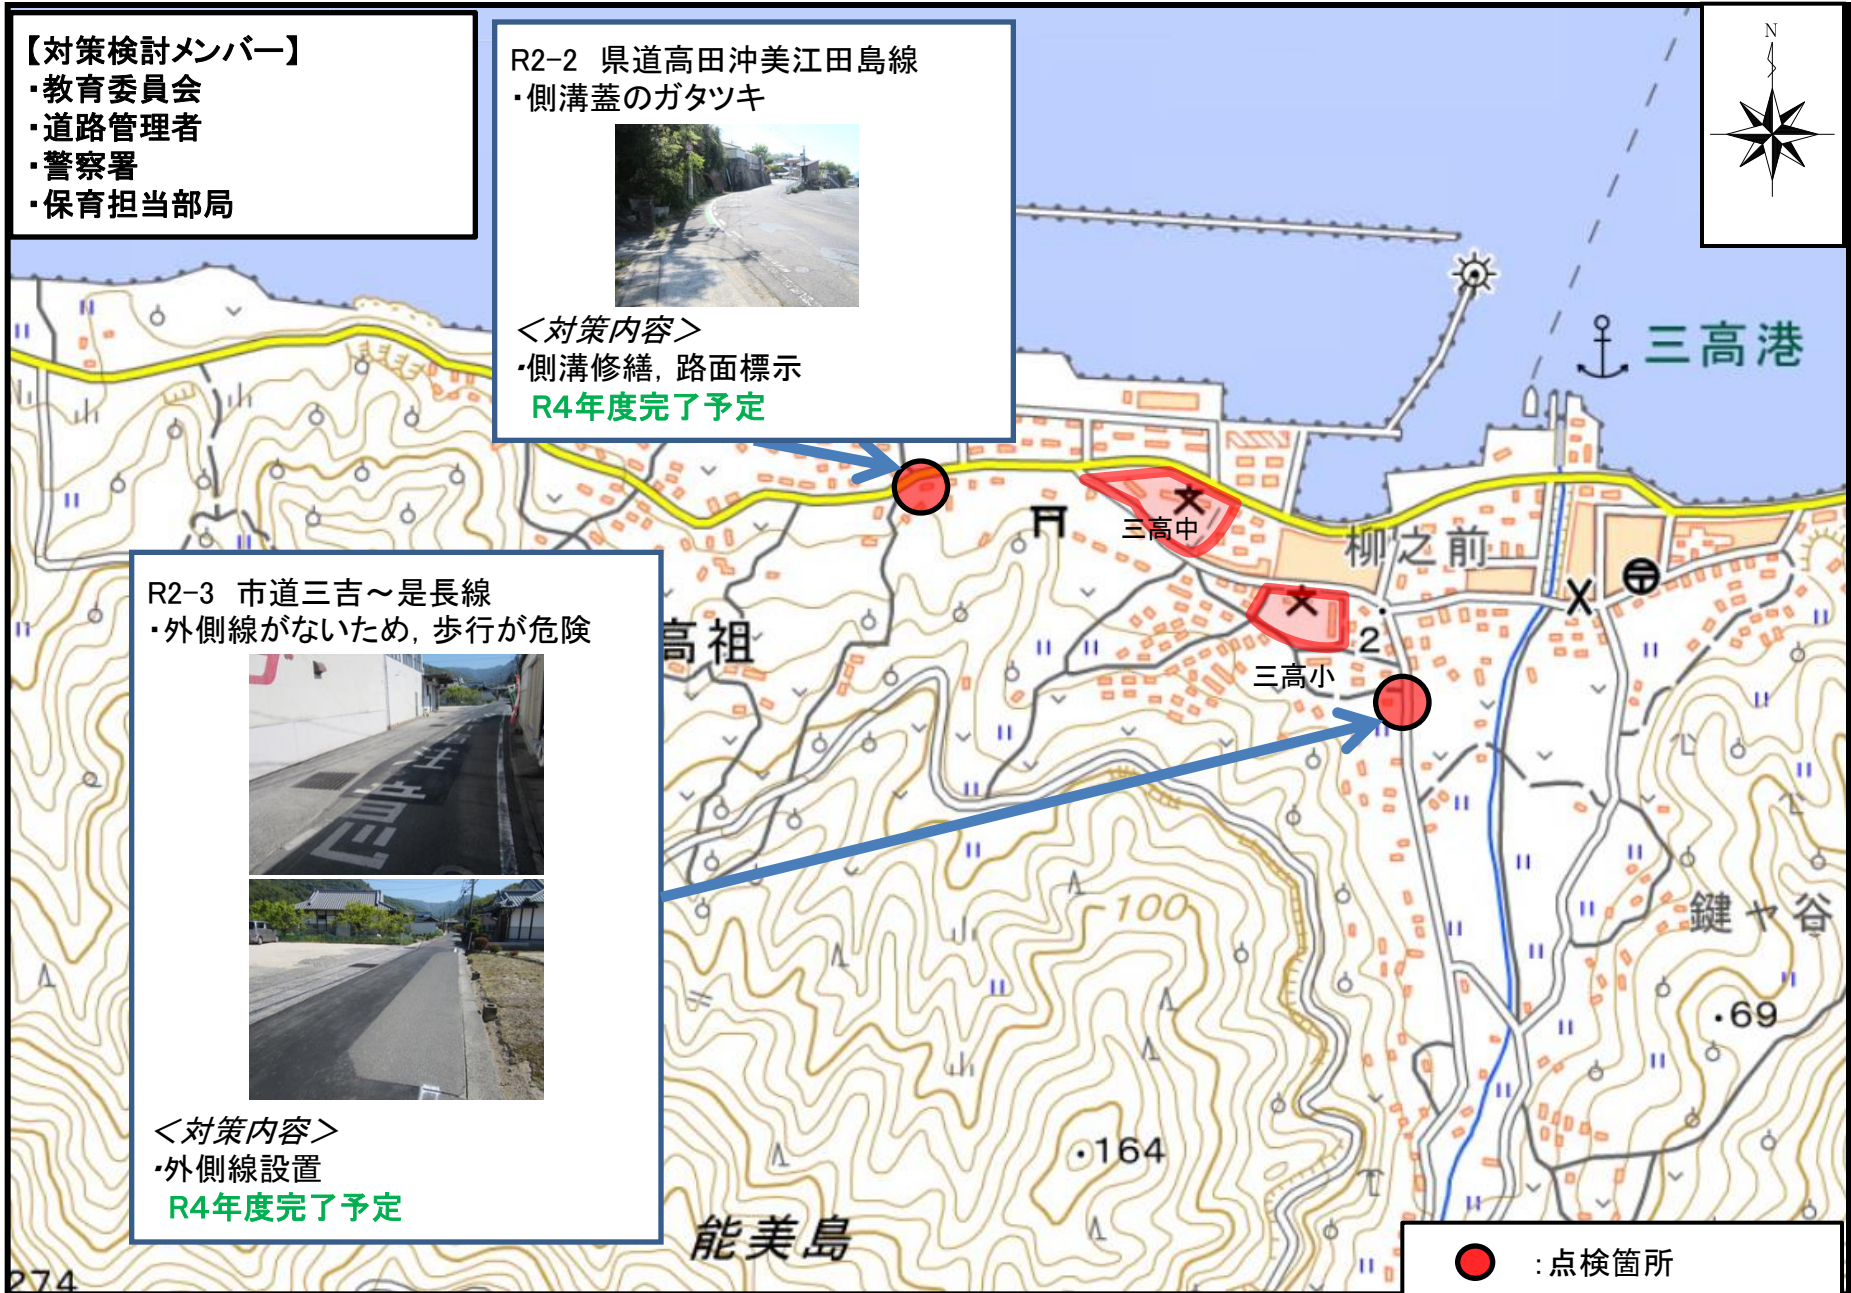 【対策検討メンバー】
・教育委員会
・道路管理者
・警察署
・保育担当部局
R2-2 県道高田沖美江田島線
・側溝蓋のガタツキ
＜対策内容＞
・側溝修繕, 路面標示
R4年度完了予定
N
三高港
三高中
柳之前
R2-3 市道三吉～是長線
・外側線がないため, 歩行が危険
高祖
2
三高小
100
鍵ヤ谷
69
164
＜対策内容＞
・外側線設置
R4年度完了予定
能美島
274
：点検箇所